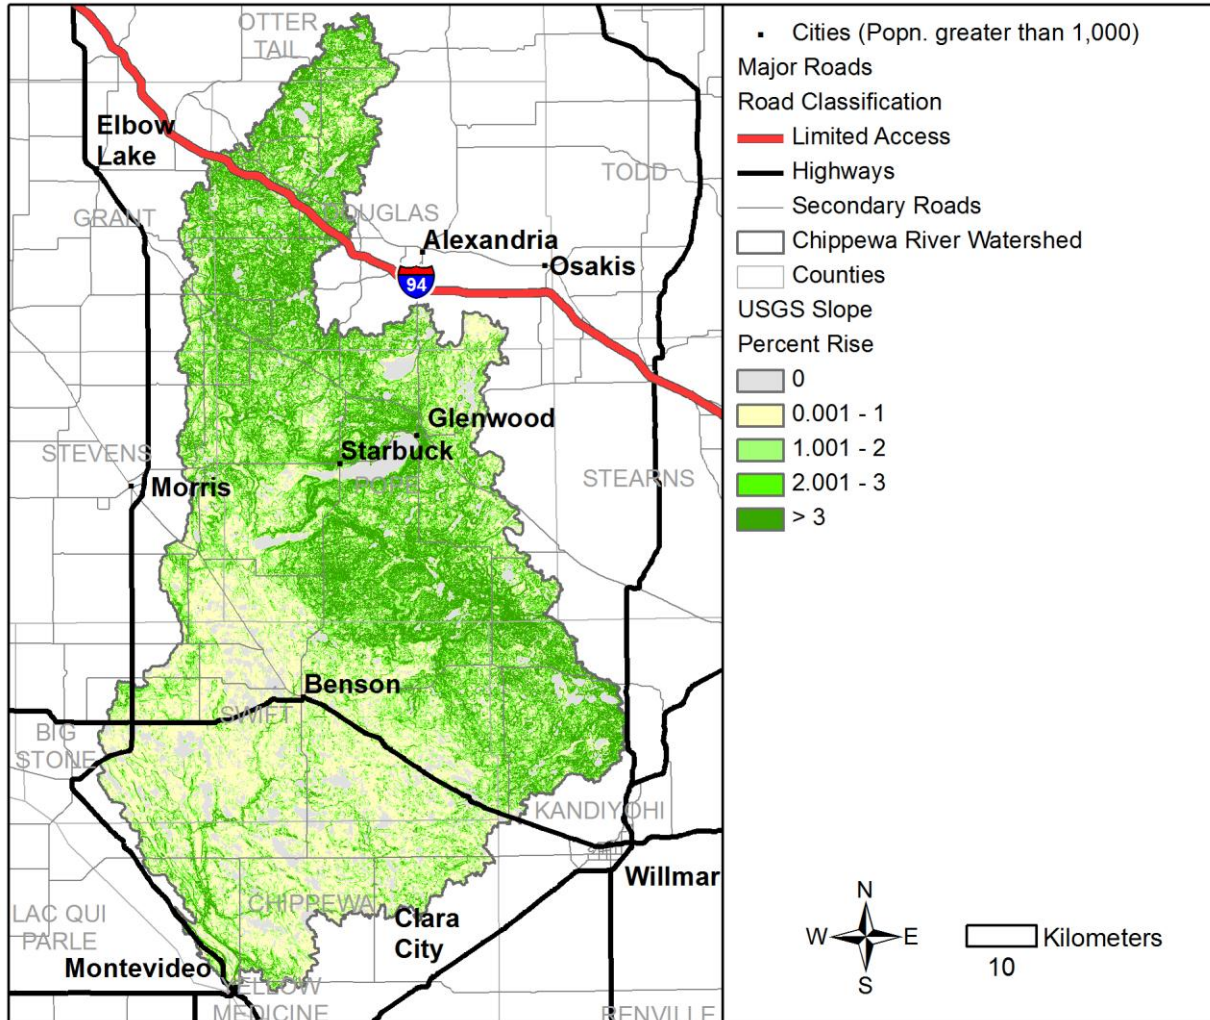 OTTER
TAIL
Elbow
Lake
TODD
GRANT
DOUGLAS
Alexandria
Osakis
94
Glenwood
Starbuck
STEVENS
POPE
Morris
STEARNS
Benson
SWIFT
BIG
STONE
KANDIYOHI
Willmar
CHIPPEWA
LAC QUI
PARLE
Clara
City
Montevideo
YELLOW
MEDICINE
RENVILLE
Cities (Popn. greater than 1,000)
Major Roads
Road Classification
Limited Access
Highways
Secondary Roads
Chippewa River Watershed
Counties
USGS Slope
Percent Rise
0
0.001 - 1
1.001 - 2
2.001 - 3
> 3
N
W E
S
Kilometers
10